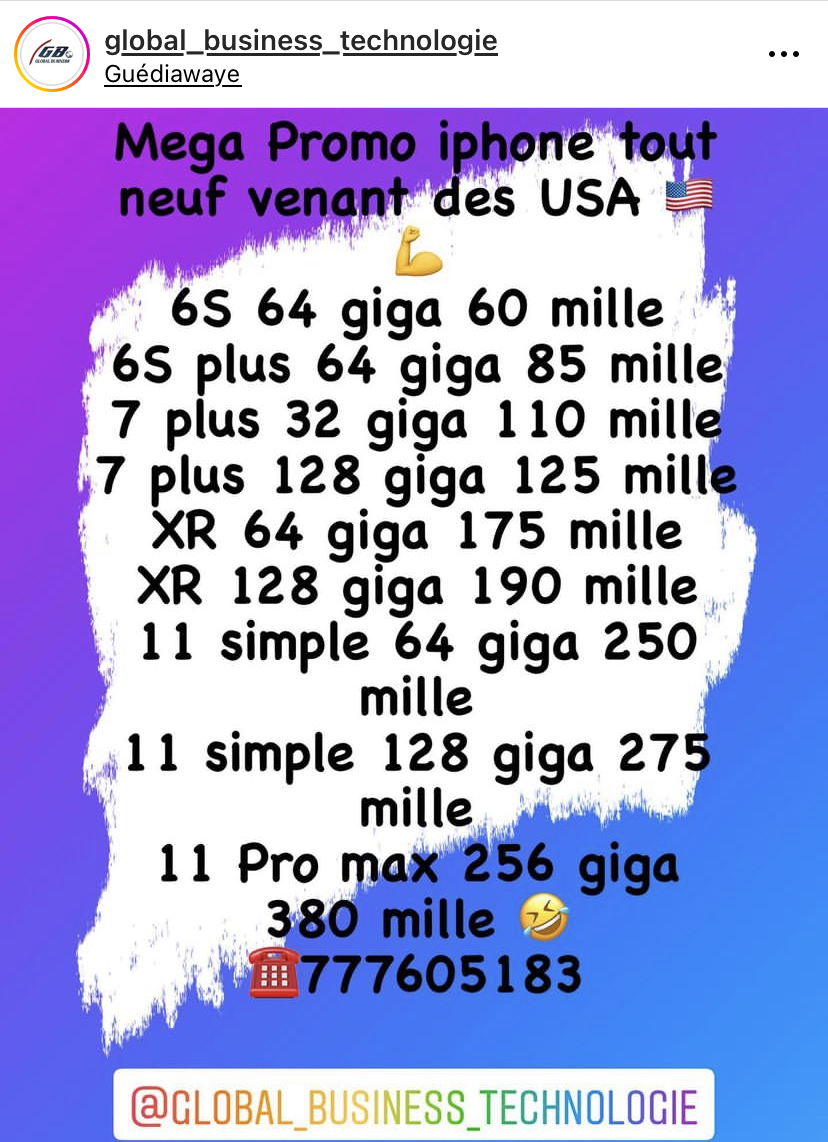 global_business_technologie
Guédiawaye
GB
GLOBAL BUSINESS
Mega Promo iphone tout
neuf venant des USA 🇺🇸
💪
6S 64 giga 60 mille
6S plus 64 giga 85 mille
7 plus 32 giga 110 mille
7 plus 128 giga 125 mille
XR 64 giga 175 mille
XR 128 giga 190 mille
11 simple 64 giga 250
mille
11 simple 128 giga 275
mille
11 Pro max 256 giga
380 mille 🤣
☎️777605183
@GLOBAL_BUSINESS_TECHNOLOGIE